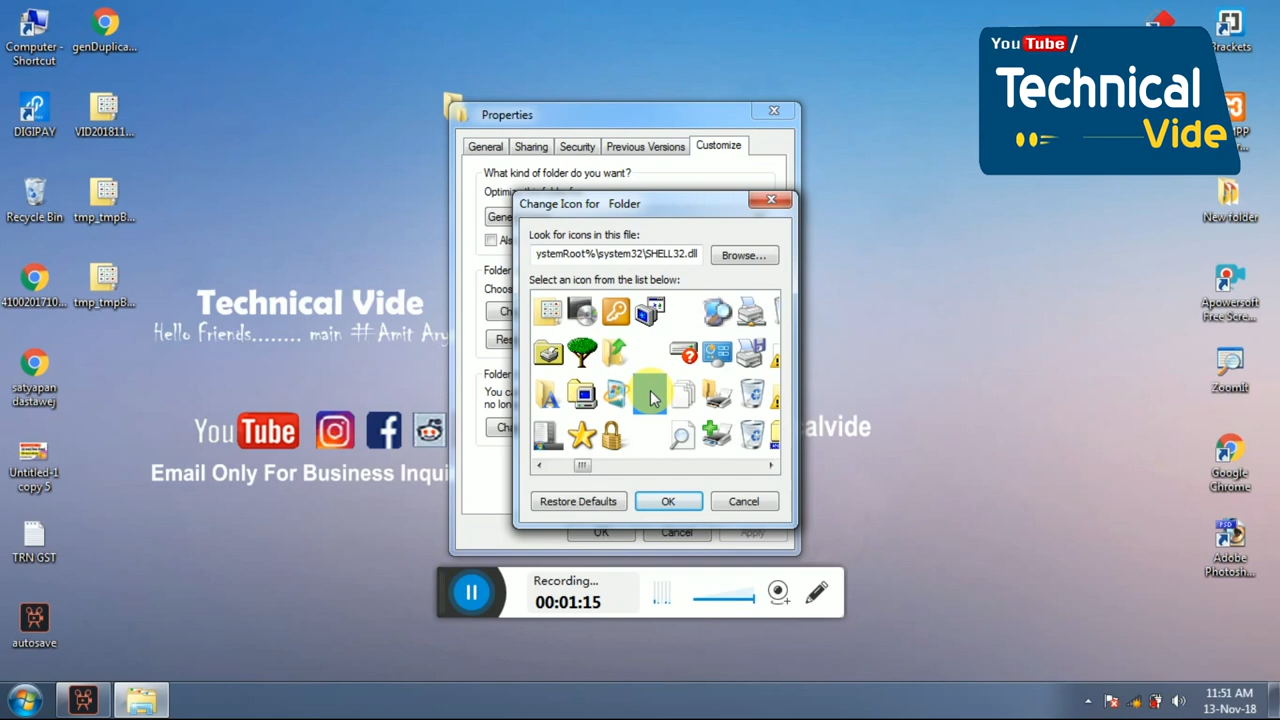 Computer - Shortcut
genDuplica...
DIGIPAY
VID201811...
Recycle Bin
tmp_tmpB...
4100201710...
tmp_tmpB...
satyapan dastawej
Untitled-1 copy 5
TRN GST
autosave
Technical Vide
Hello Friends........ main # Amit Ary
You Tube
Email Only For Business Inqui
alvide
Properties
General
Sharing
Security
Previous Versions
Customize
What kind of folder do you want?
Change Icon for Folder
Look for icons in this file:
ystemRoot%\system32\SHELL32.dll
Browse...
Select an icon from the list below:
Restore Defaults
OK
Cancel
OK
Cancel
Apply
Recording...
00:01:15
You Tube /
Technical
Vide
Brackets
New folder
Apowersoft Free Scre...
ZoomIt
Google Chrome
Adobe Photosh...
11:51 AM
13-Nov-18